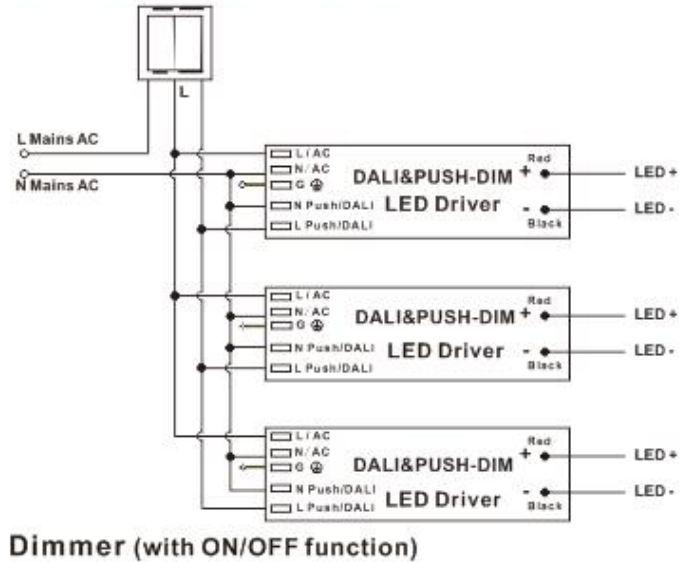 L
L Mains AC
N Mains AC
L/AC
N/AC
G
N Push/DALI
L Push/DALI
DALI&PUSH-DIM
LED Driver
Red
+
-
Black
LED+
LED-
L/AC
N/AC
G
N Push/DALI
L Push/DALI
DALI&PUSH-DIM
LED Driver
Red
+
-
Black
LED+
LED-
L/AC
N/AC
G
N Push/DALI
L Push/DALI
DALI&PUSH-DIM
LED Driver
Red
+
-
Black
LED+
LED-
Dimmer (with ON/OFF function)